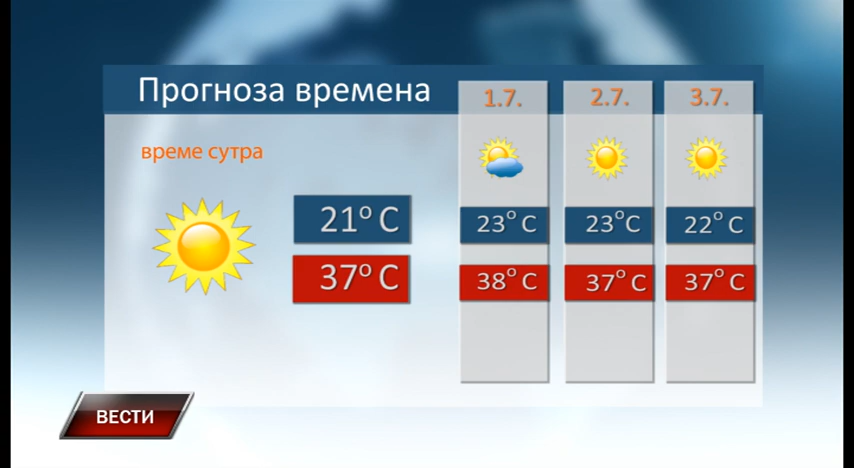 Прогноза времена
време сутра
21° C
37° C
1.7.
23° C
38° C
2.7.
23°C
37° C
3.7.
22° C
37° C
ВЕСТИ